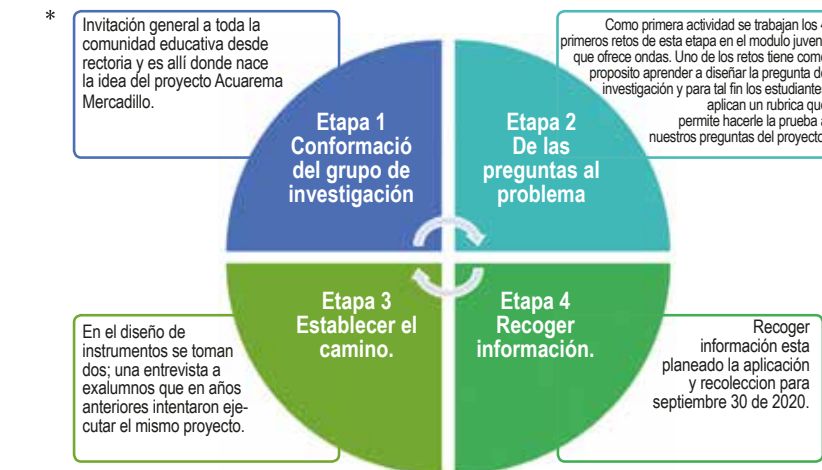 *
Invitación general a toda la
comunidad educativa desde
rectoria y es allí donde nace
la idea del proyecto Acuarema
Mercadillo.
Etapa 1
Conformació
del grupo de
investigación
Etapa 2
De las
preguntas al
problema
Como primera actividad se trabajan los
primeros retos de esta etapa en el modulo
que ofrece ondas. Uno de los retos tiene
proposito aprender a diseñar la pregunta
investigación y para tal fin los
aplican un rubrica
permite hacerle la prueba
nuestros preguntas del proyecto
Etapa 3
Establecer el
camino.
Etapa 4
Recoger
información.
En el diseño de
instrumentos se toman
dos; una entrevista a
exalumnos que en años
anteriores intentaron eje-
cutar el mismo proyecto.
Recoger
información esta
planeado la aplicación
y recoleccion para
septiembre 30 de 2020.